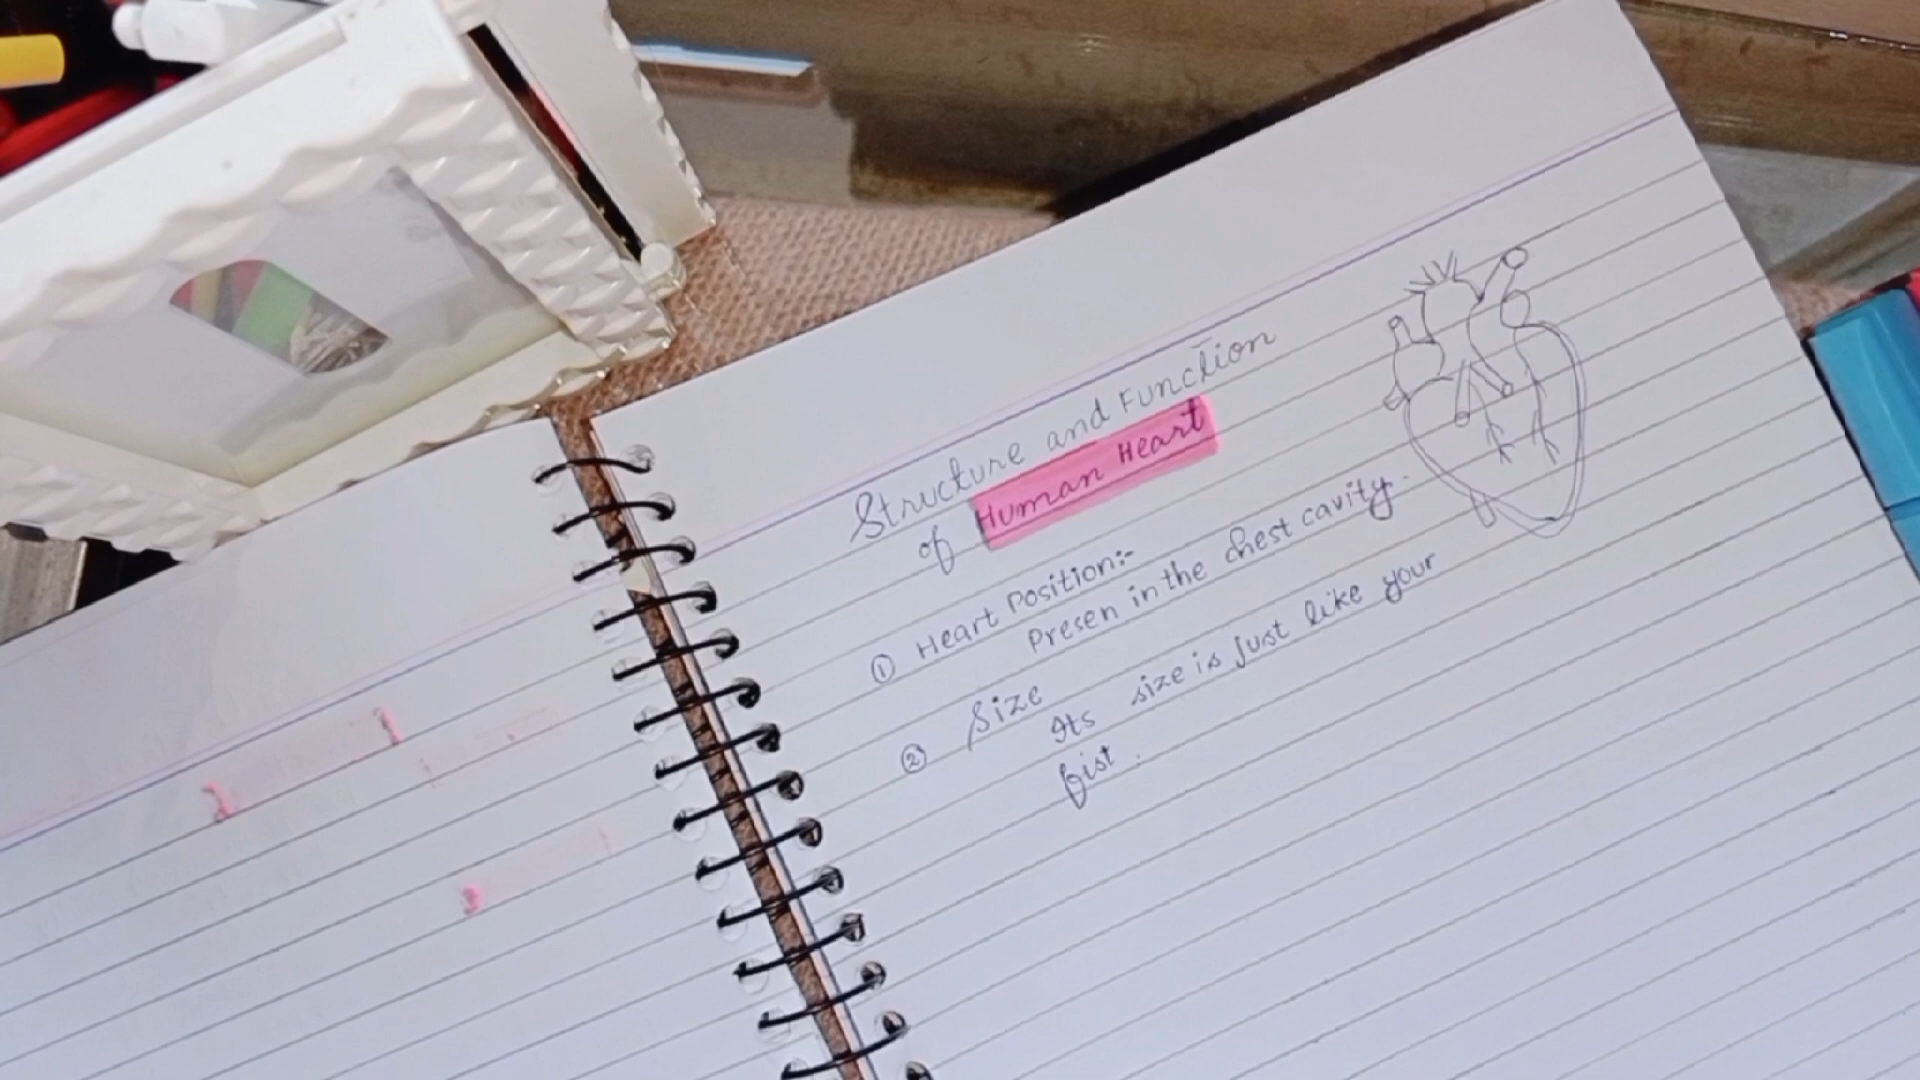 Structure and Function
of Human Heart
① Heart Position:-
Presen in the chest cavity.
② Size
Its size is just like your
fist.